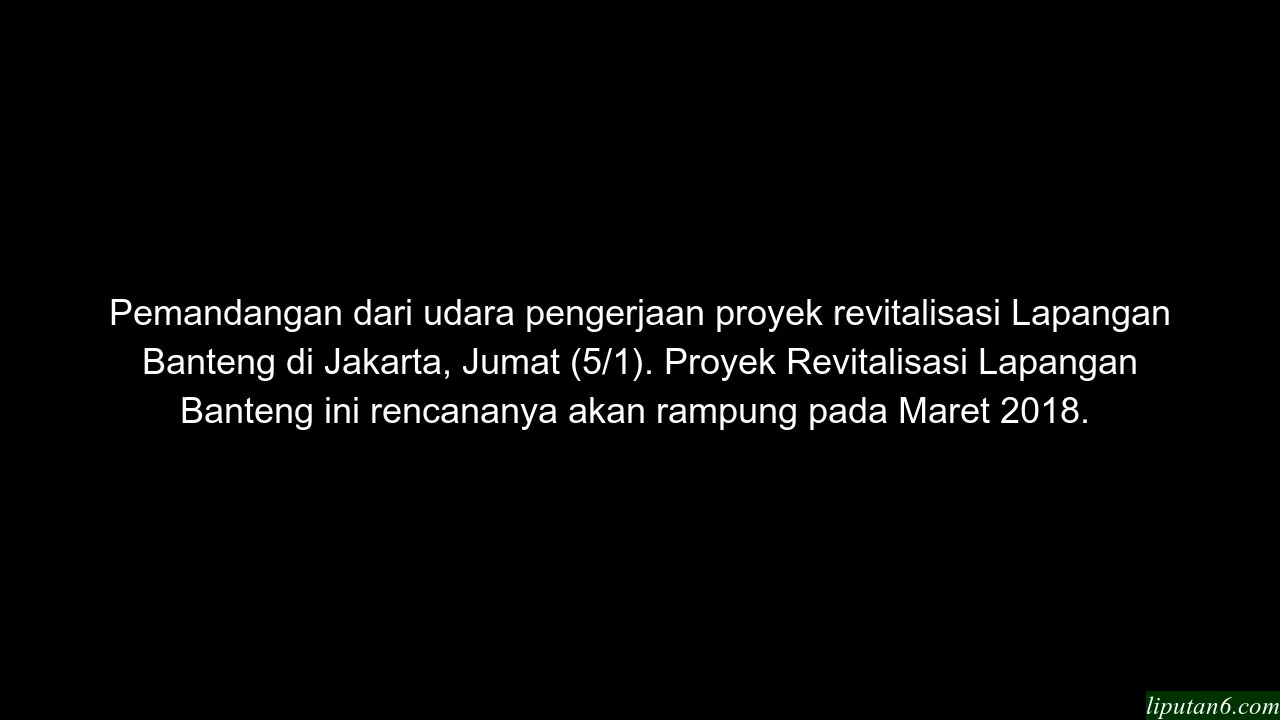 Pemandangan dari udara pengerjaan proyek revitalisasi Lapangan
Banteng di Jakarta, Jumat (5/1). Proyek Revitalisasi Lapangan
Banteng ini rencananya akan rampung pada Maret 2018.
liputan6.com